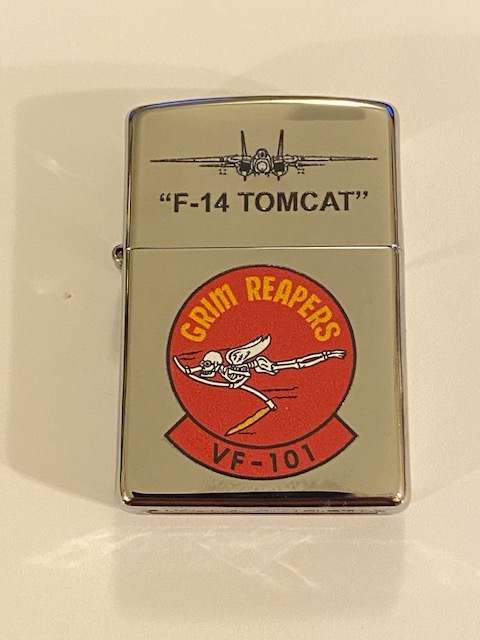 “F-14 TOMCAT”
GRIM REAPERS
VF-101